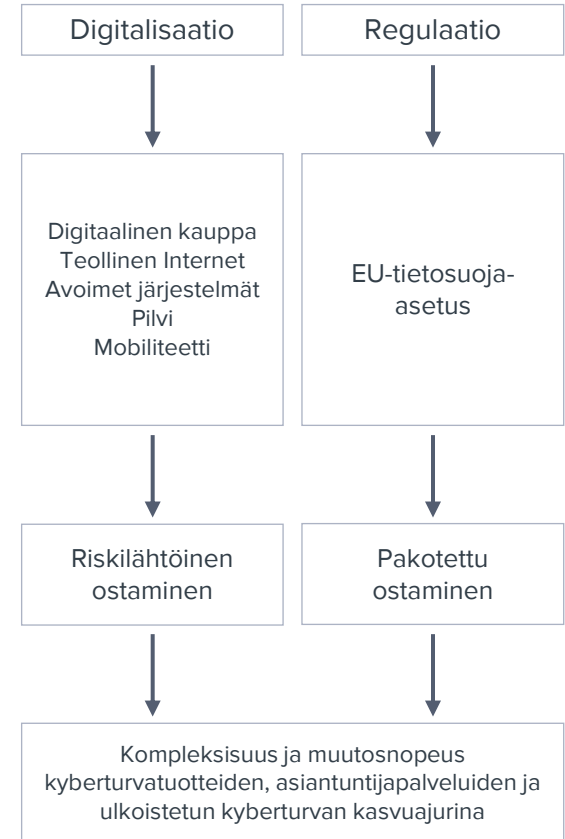 Digitalisaatio
Regulaatio
Digitaalinen kauppa
Teollinen Internet
Avoimet järjestelmät
Pilvi
Mobiliteetti
EU-tietosuoja-
asetus
Riskilähtöinen
ostaminen
Pakotettu
ostaminen
Kompleksisuus ja muutosnopeus
kyberturvatuotteiden, asiantuntijapalveluiden ja
ulkoistetun kyberturvan kasvuajurina